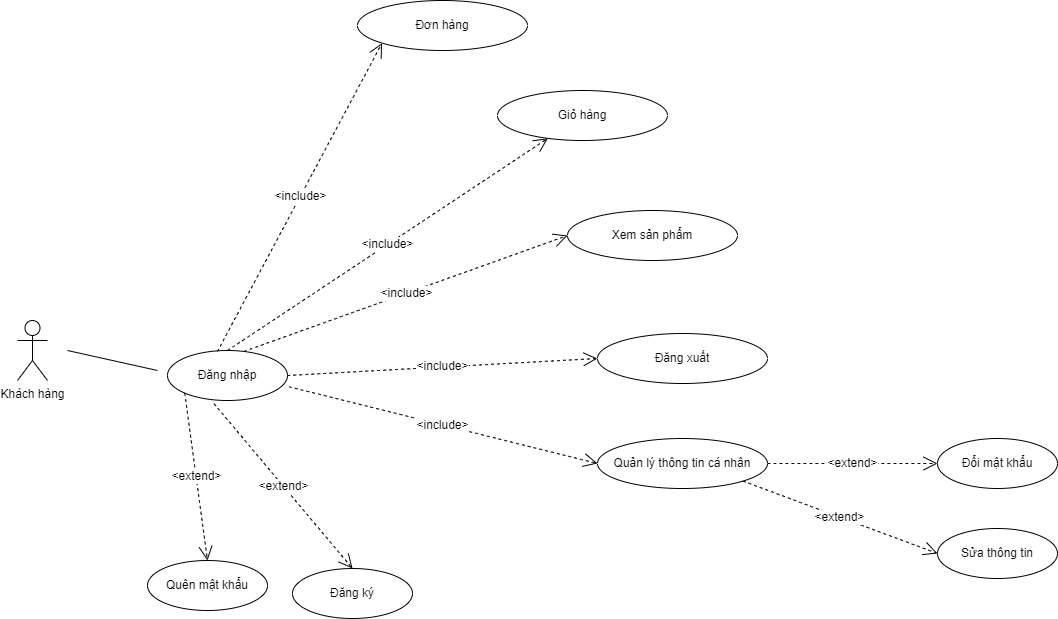 Đơn hàng
Giỏ hàng
<include>
<include>
Xem sản phẩm
<include>
Đăng xuất
<include>
Đăng nhập
Khách hàng
<include>
Quản lý thông tin cá nhân
<extend>
Đổi mật khẩu
<extend>
<extend>
<extend>
Sửa thông tin
Quên mật khẩu
Đăng ký